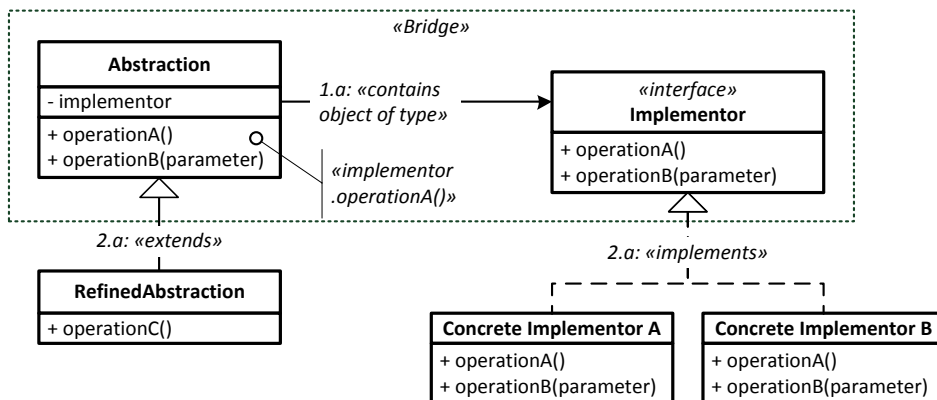 «Bridge»
Abstraction
- implementor
+ operationA()
+ operationB(parameter)
1.a: «contains
object of type»
«implementor
.operationA()»
«interface»
Implementor
+ operationA()
+ operationB(parameter)
2.a: «extends»
RefinedAbstraction
+ operationC()
2.a: «implements»
Concrete Implementor A
+ operationA()
+ operationB(parameter)
Concrete Implementor B
+ operationA()
+ operationB(parameter)